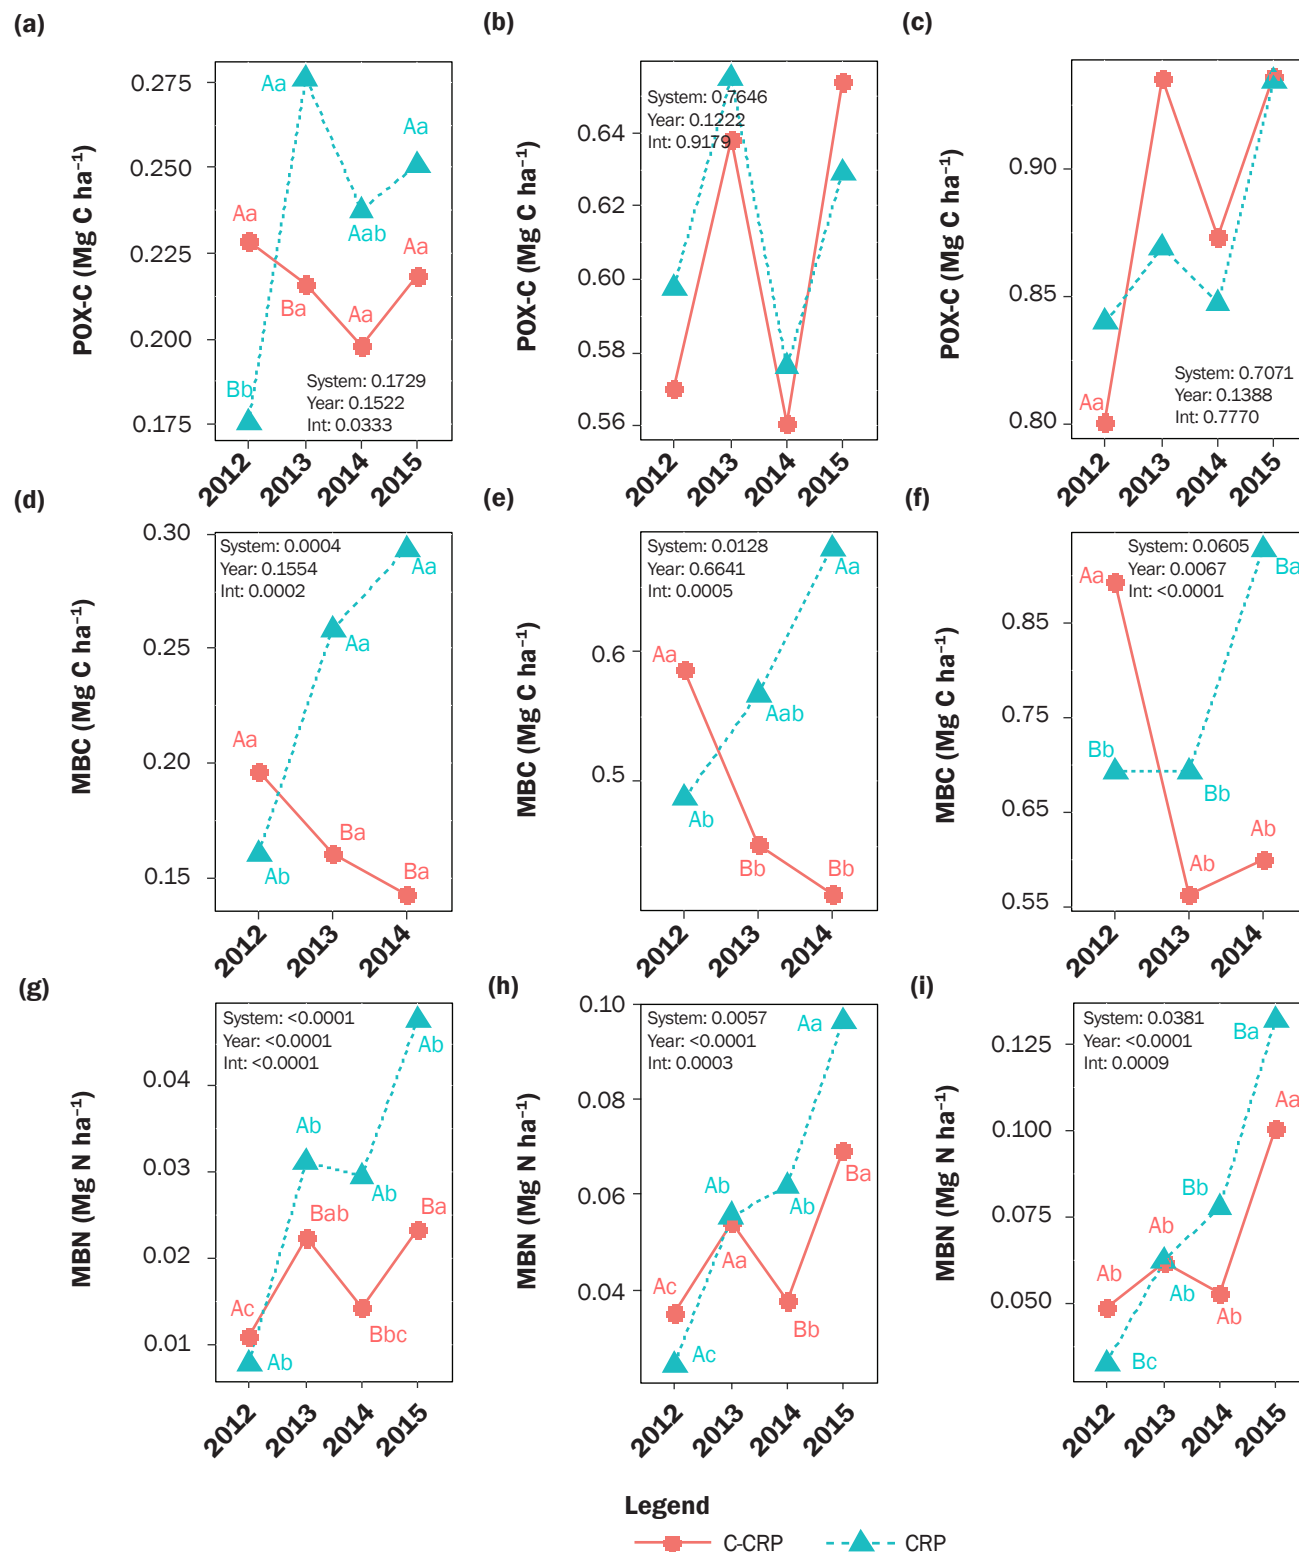 (a)
POX-C (Mg C ha⁻¹)
0.275
0.250
0.225
0.200
0.175
Aa
Aa
Aab
Bb
Aa
Ba
Aa
Aa
System: 0.1729
Year: 0.1522
Int: 0.0333
2012
2013
2014
2015
(b)
POX-C (Mg C ha⁻¹)
0.64
0.62
0.60
0.58
0.56
System: 0.7646
Year: 0.1222
Int: 0.9179
2012
2013
2014
2015
(c)
POX-C (Mg C ha⁻¹)
0.90
0.85
0.80
Aa
System: 0.7071
Year: 0.1388
Int: 0.7770
2012
2013
2014
2015
(d)
MBC (Mg C ha⁻¹)
0.30
0.25
0.20
0.15
System: 0.0004
Year: 0.1554
Int: 0.0002
Aa
Aa
Aa
Ba
Ba
Ab
2012
2013
2014
(e)
MBC (Mg C ha⁻¹)
0.6
0.5
System: 0.0128
Year: 0.6641
Int: 0.0005
Aa
Aa
Aab
Ab
Bb
Bb
2012
2013
2014
(f)
MBC (Mg C ha⁻¹)
0.85
0.75
0.65
0.55
System: 0.0605
Year: 0.0067
Int: <0.0001
Aa
Ba
Bb
Bb
Ab
Ab
2012
2013
2014
(g)
MBN (Mg N ha⁻¹)
0.04
0.03
0.02
0.01
System: <0.0001
Year: <0.0001
Int: <0.0001
Ab
Ab
Ab
Bab
Ba
Ac
Bbc
Ab
2012
2013
2014
2015
(h)
MBN (Mg N ha⁻¹)
0.10
0.08
0.06
0.04
System: 0.0057
Year: <0.0001
Int: 0.0003
Aa
Ab
Ab
Ba
Aa
Ac
Bb
Ac
2012
2013
2014
2015
(i)
MBN (Mg N ha⁻¹)
0.125
0.100
0.075
0.050
System: 0.0381
Year: <0.0001
Int: 0.0009
Ba
Aa
Bb
Ab
Ab
Ab
Ab
Bc
2012
2013
2014
2015
Legend
C-CRP
CRP